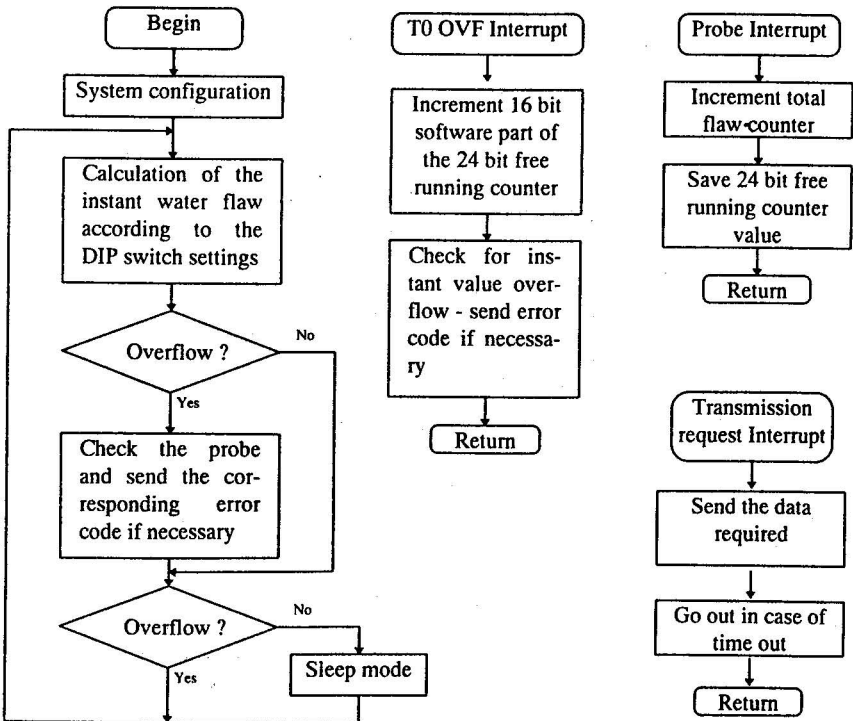 Begin
System configuration
Calculation of the
instant water flaw
according to the
DIP switch settings
Overflow ?
No
Yes
Check the probe
and send the cor-
responding error
code if necessary
Overflow ?
No
Yes
Sleep mode
T0 OVF Interrupt
Increment 16 bit
software part of
the 24 bit free
running counter
Check for ins-
tant value over-
flow - send error
code if necessa-
ry
Return
Probe Interrupt
Increment total
flaw-counter
Save 24 bit free
running counter
value
Return
Transmission
request Interrupt
Send the data
required
Go out in case of
time out
Return